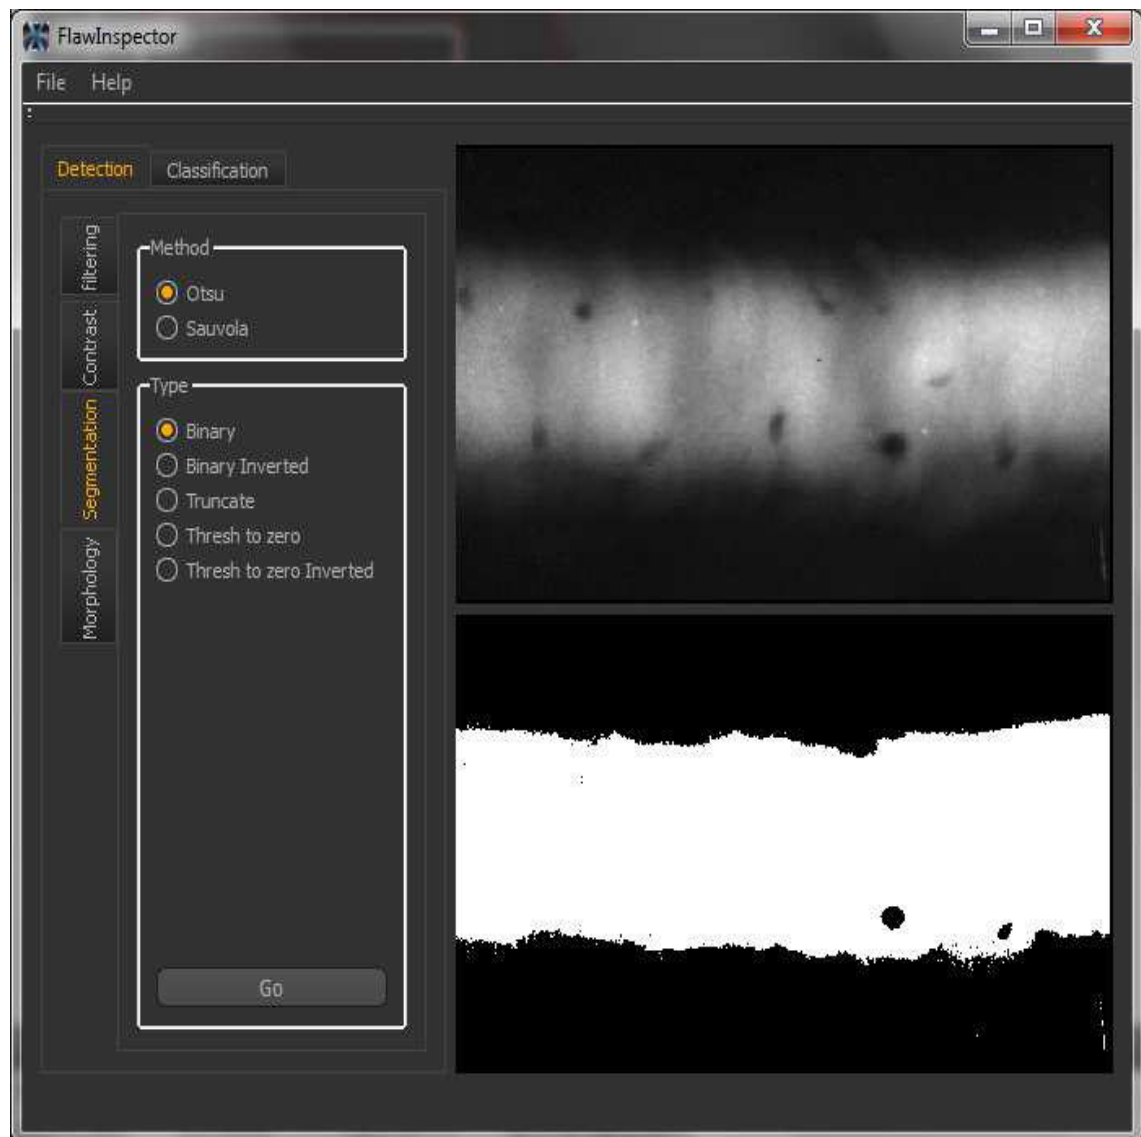 FlawInspector
File Help
Detection Classification
filtering
Contrast.
Segmentation
Morphology
Method
Otsu
Sauvola
Type
Binary
Binary Inverted
Truncate
Thresh to zero
Thresh to zero Inverted
Go